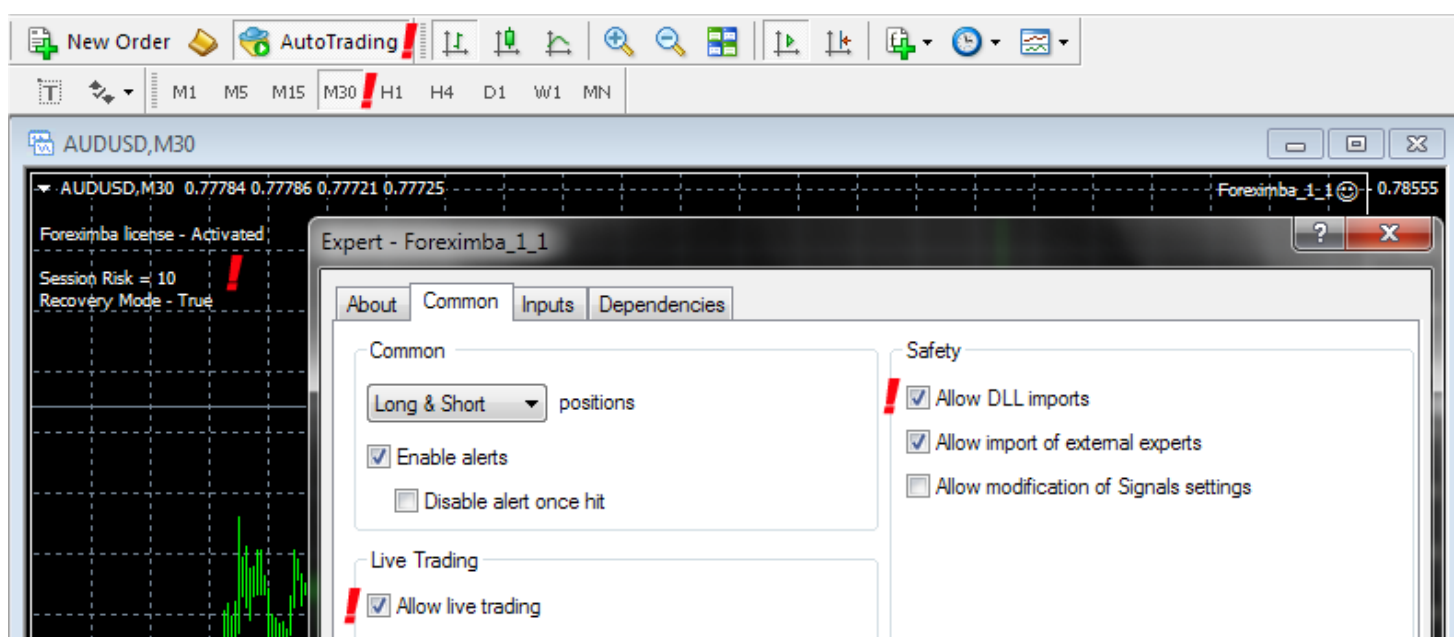 New Order AutoTrading
M1 M5 M15 M30 H1 H4 D1 W1 MN
AUDUSD,M30
AUDUSD,M30 0.77784 0.77786 0.77721 0.77725 Foreximba_1_1 0.78555
Foreximba license - Activated
Session Risk = 10
Recovery Mode - True
Expert - Foreximba_1_1
About Common Inputs Dependencies
Common
Long & Short positions
Enable alerts
Disable alert once hit
Live Trading
Allow live trading
Safety
Allow DLL imports
Allow import of external experts
Allow modification of Signals settings